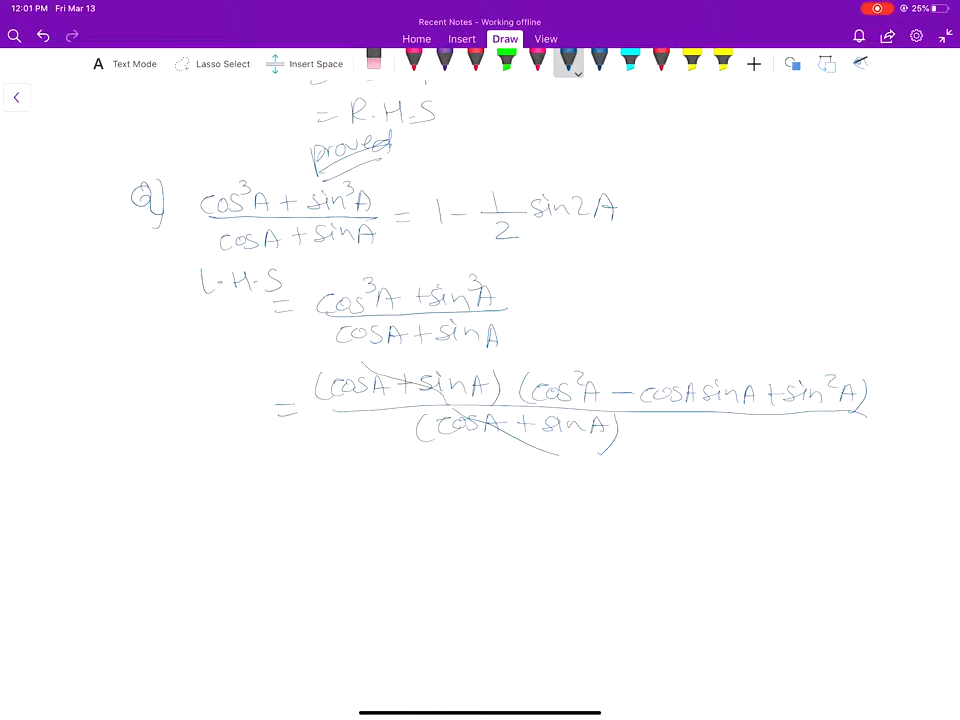 12:01 PM Fri Mar 13
25%
Recent Notes - Working offline
Home Insert Draw View
A Text Mode Lasso Select Insert Space
= R.H.S
proved
Q] cos³A + sin³A / cosA + sinA = 1 - 1/2 sin2A
L.H.S
= cos³A + sin³A / cosA + sinA
= (cosA + sinA) (cos²A - cosA sinA + sin²A) / (cosA + sinA)